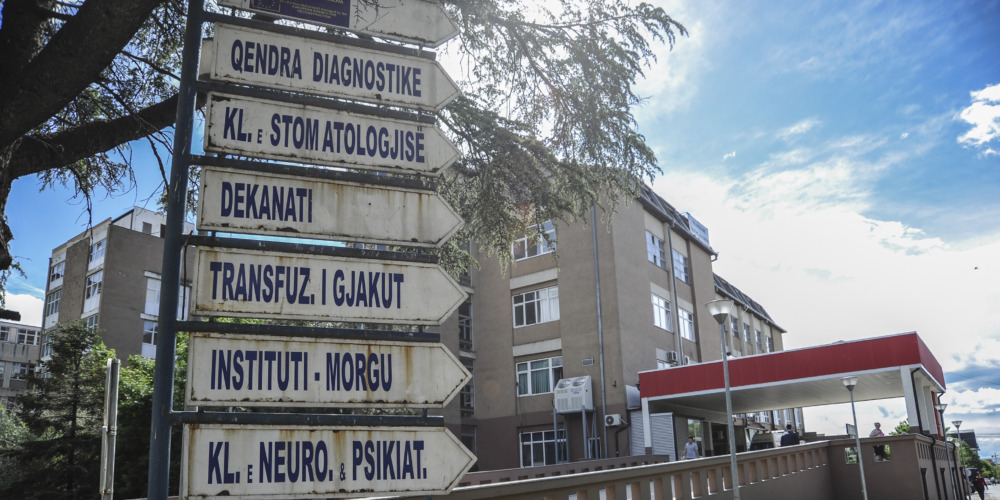 QENDRA DIAGNOSTIKE
KL. E STOMATOLOGJISË
DEKANATI
TRANSFUZ. I GJAKUT
INSTITUTI - MORGU
KL. E NEURO. & PSIKIAT.